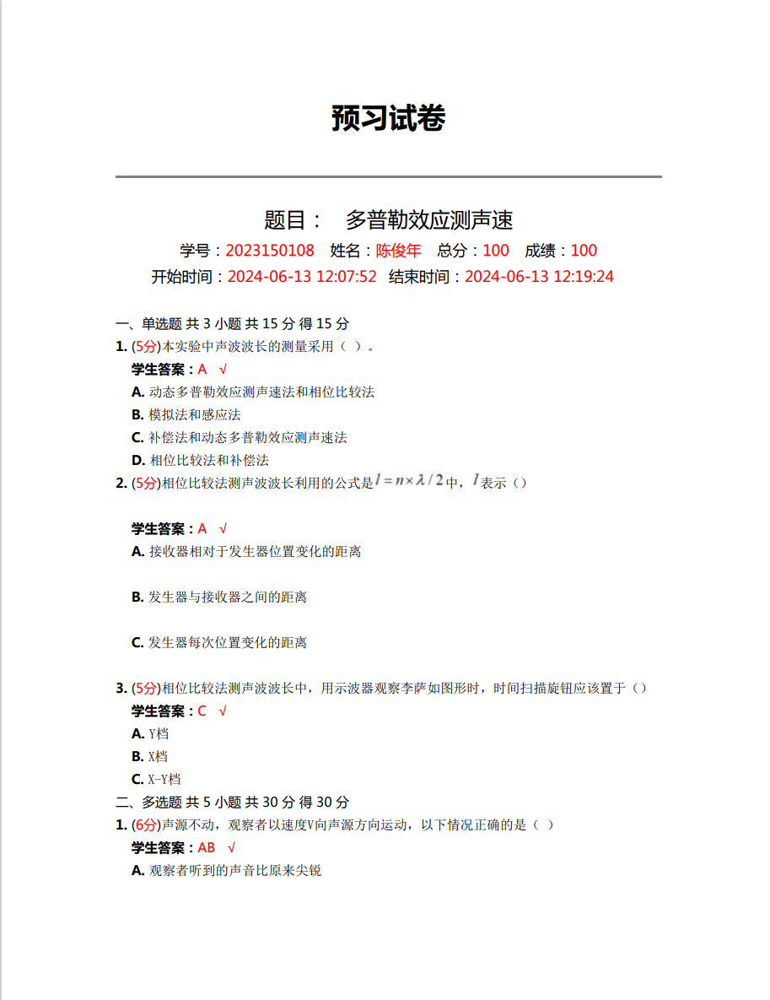 预习试卷
题目： 多普勒效应测声速
学号：2023150108 姓名：陈俊年 总分：100 成绩：100
开始时间：2024-06-13 12:07:52 结束时间：2024-06-13 12:19:24
一、单选题 共 3 小题 共 15 分 得 15 分
1. (5分)本实验中声波波长的测量采用（ ）。
学生答案：A √
A. 动态多普勒效应测声速法和相位比较法
B. 模拟法和感应法
C. 补偿法和动态多普勒效应测声速法
D. 相位比较法和补偿法
2. (5分)相位比较法测声波波长利用的公式是l=n×λ/2中，l表示（）
学生答案：A √
A. 接收器相对于发生器位置变化的距离
B. 发生器与接收器之间的距离
C. 发生器每次位置变化的距离
3. (5分)相位比较法测声波波长中，用示波器观察李萨如图形时，时间扫描旋钮应该置于（）
学生答案：C √
A. Y档
B. X档
C. X-Y档
二、多选题 共 5 小题 共 30 分 得 30 分
1. (6分)声源不动，观察者以速度V向声源方向运动，以下情况正确的是（ ）
学生答案：AB √
A. 观察者听到的声音比原来尖锐